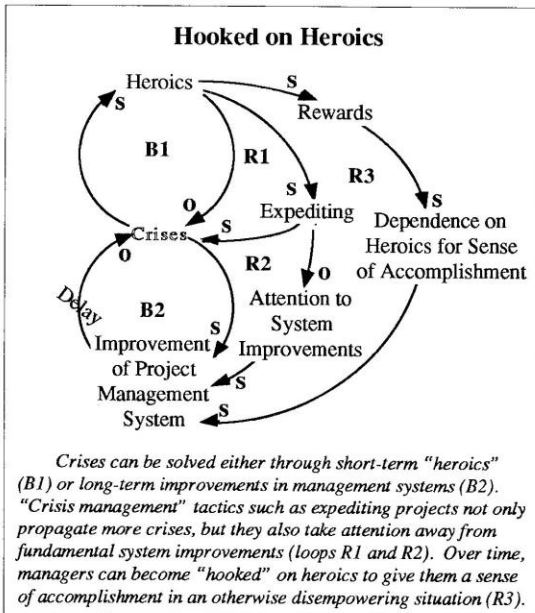 Hooked on Heroics
Heroics
S
S
Rewards
B1
R1
R3
S
S
O
Expediting
S
Crises
Dependence on
Heroics for Sense
of Accomplishment
O
R2
O
Delay
B2
Attention to
System
Improvements
S
Improvement
of Project
Management
System
S
S
Crises can be solved either through short-term “heroics”
(B1) or long-term improvements in management systems (B2).
“Crisis management” tactics such as expediting projects not only
propagate more crises, but they also take attention away from
fundamental system improvements (loops R1 and R2). Over time,
managers can become “hooked” on heroics to give them a sense
of accomplishment in an otherwise disempowering situation (R3).